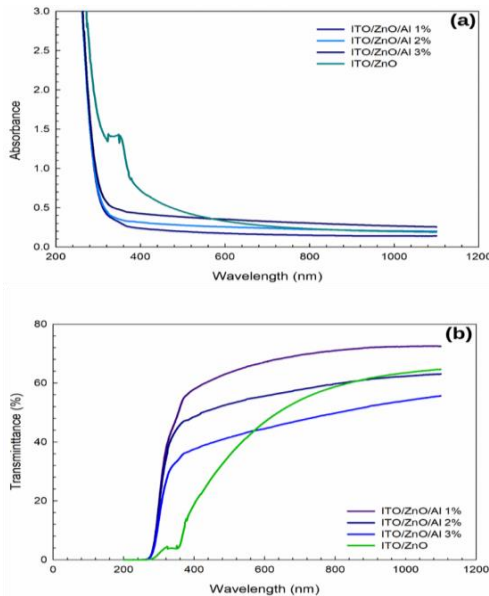 3.0
2.5
2.0
1.5
1.0
0.5
0.0
Absorbance
(a)
ITO/ZnO/Al 1%
ITO/ZnO/Al 2%
ITO/ZnO/Al 3%
ITO/ZnO
200 400 600 800 1000 1200
Wavelength (nm)
80
60
40
20
0
Transminttance (%)
(b)
ITO/ZnO/Al 1%
ITO/ZnO/Al 2%
ITO/ZnO/Al 3%
ITO/ZnO
0 200 400 600 800 1000 1200
Wavelength (nm)